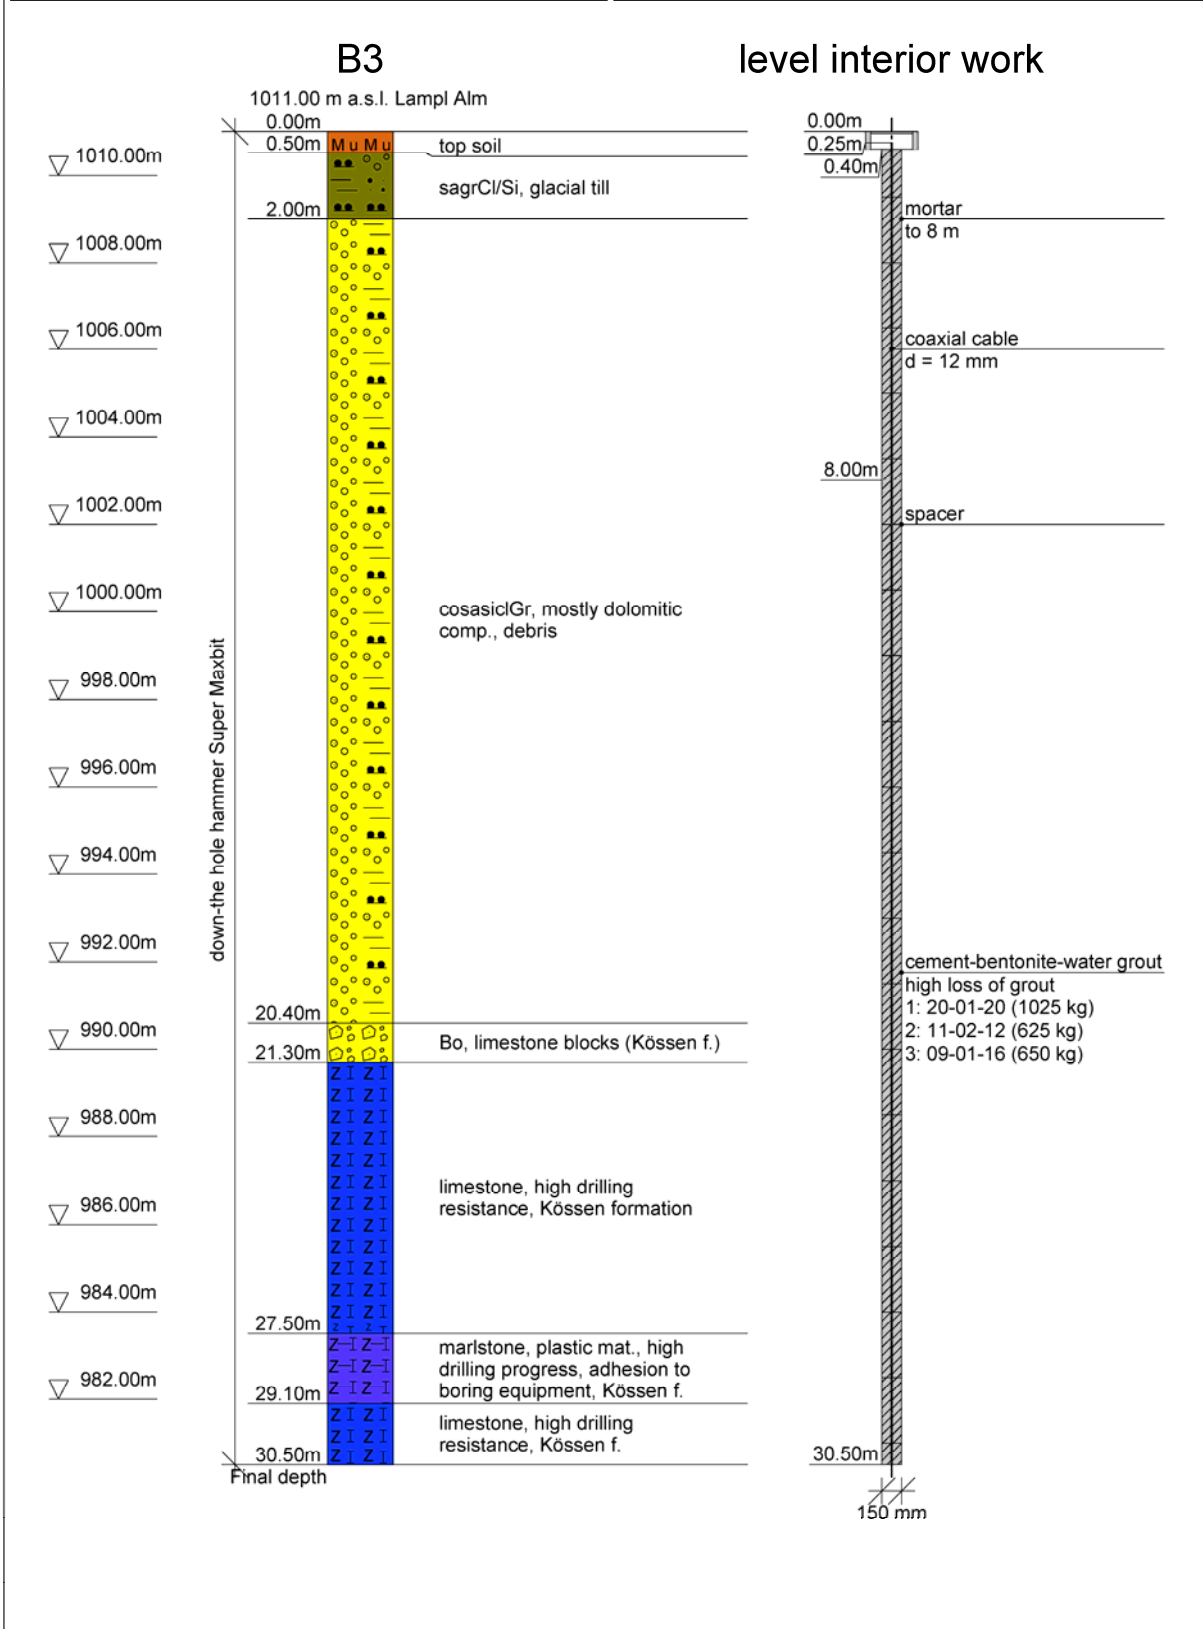 B3
level interior work
1011.00 m a.s.l. Lampl Alm
0.00m
0.50m
M u M u
top soil
sagrCl/Si, glacial till
2.00m
1010.00m
1008.00m
1006.00m
1004.00m
1002.00m
1000.00m
998.00m
996.00m
994.00m
992.00m
990.00m
988.00m
986.00m
984.00m
982.00m
down-the hole hammer Super Maxbit
cosasiclGr, mostly dolomitic
comp., debris
20.40m
Bo, limestone blocks (Kössen f.)
21.30m
limestone, high drilling
resistance, Kössen formation
27.50m
marlstone, plastic mat., high
drilling progress, adhesion to
boring equipment, Kössen f.
29.10m
limestone, high drilling
resistance, Kössen f.
30.50m
Final depth
0.00m
0.25m
0.40m
mortar
to 8 m
coaxial cable
d = 12 mm
8.00m
spacer
cement-bentonite-water grout
high loss of grout
1: 20-01-20 (1025 kg)
2: 11-02-12 (625 kg)
3: 09-01-16 (650 kg)
30.50m
150 mm